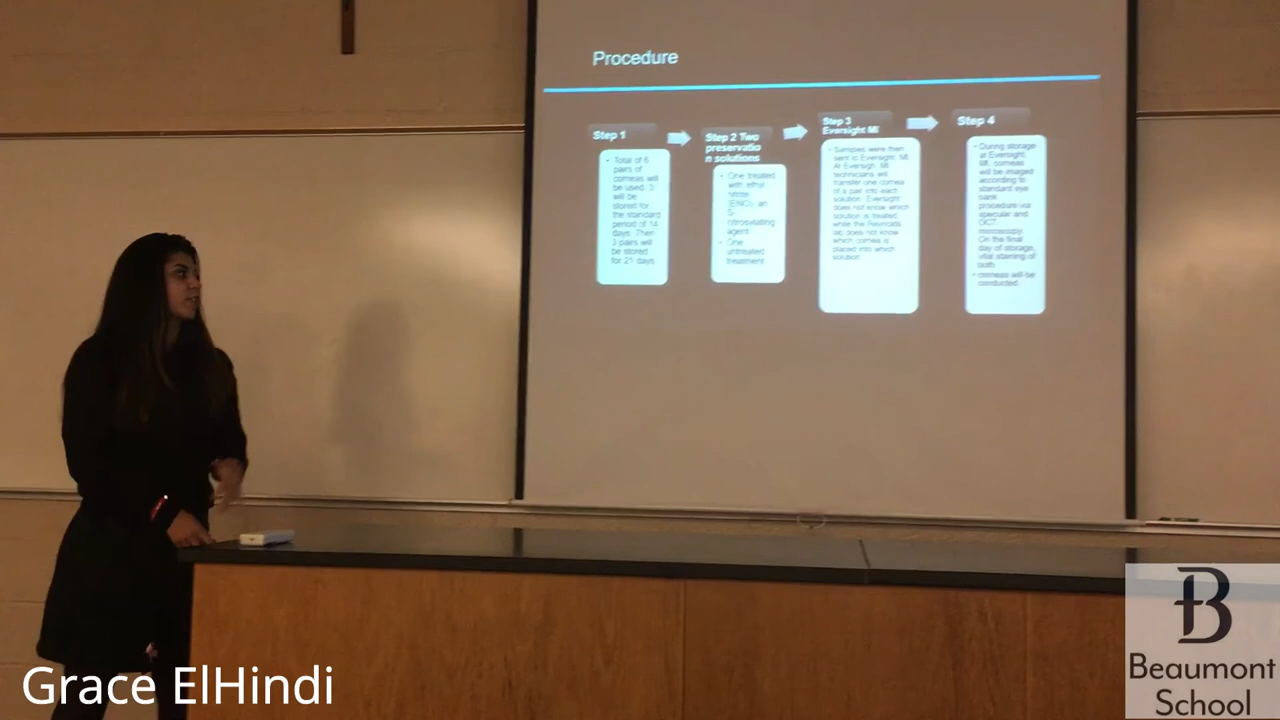 Procedure
Step 1
• Total of 6
pairs of
corneas will
be used. 3
will be
stored for
the standard
period of 14
days. Then
3 pairs will
be stored
for 21 days
Step 2 Two
preservatio
n solutions
• One treated
with ethyl
nitrite
(ENO), an
S-
nitrosylating
agent
• One
untreated
treatment
Step 3
Eversight MI
• Samples were then
sent to Eversight, MI.
At Eversight, MI
technicians will
transfer one cornea
of a pair into each
solution. Eversight
does not know which
solution is treated
while the Reynolds
lab does not know
which cornea is
placed into which
solution.
Step 4
• During storage
at Eversight,
MI, corneas
will be imaged
according to
standard eye
bank
procedure via
specular and
OCT
microscopy.
On the final
day of storage,
vital staining of
both
• corneas will be
conducted
Grace ElHindi
B
Beaumont
School